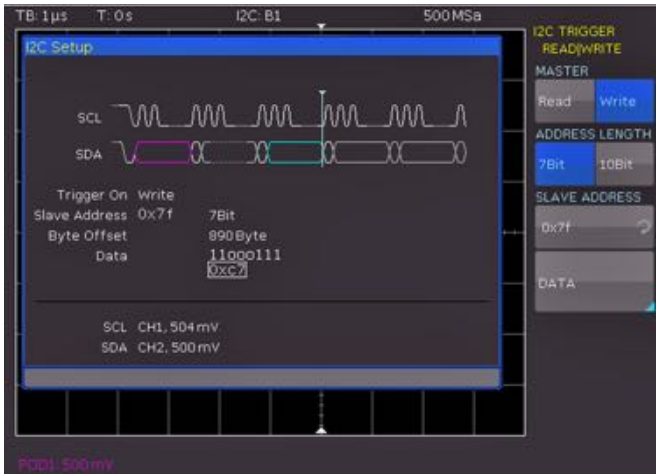 TB: 1µs T: 0s I2C: B1 500MSa
I2C TRIGGER
READ|WRITE
I2C Setup
MASTER
Read Write
SCL
ADDRESS LENGTH
SDA
7Bit 10Bit
Trigger On Write
SLAVE ADDRESS
Slave Address 0x7f 7Bit
0x7f
Byte Offset 890Byte
Data 11000111
0xc7
DATA
SCL CH1, 504mV
SDA CH2, 500mV
POD1: 500mV